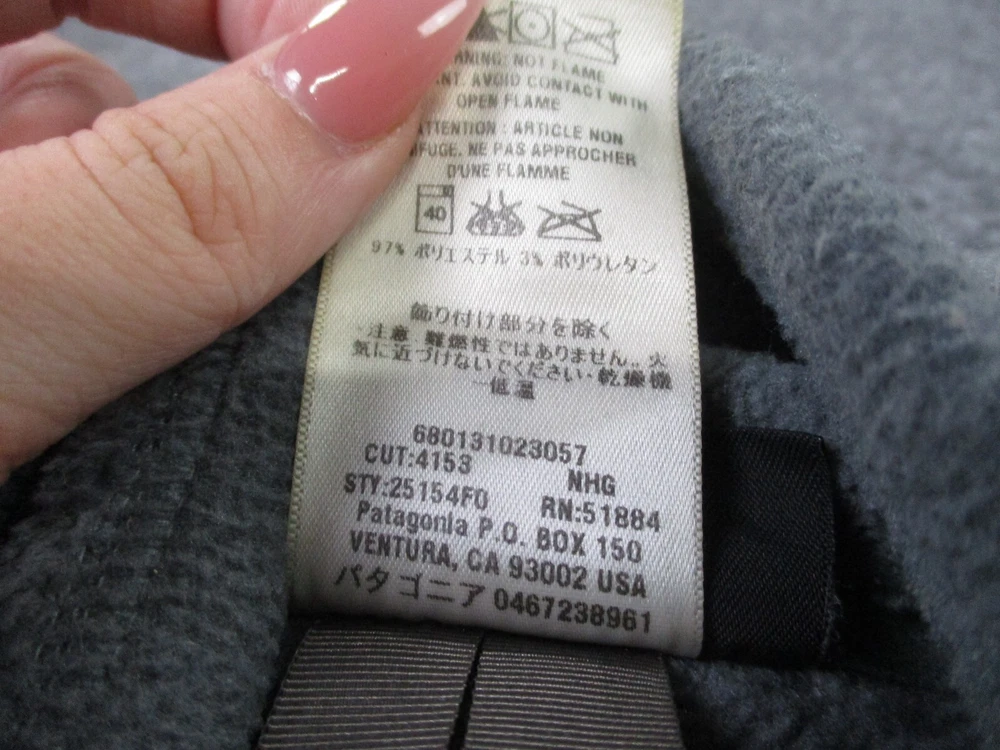 NOT FLAME
AVOID CONTACT WITH
OPEN FLAME
ATTENTION : ARTICLE NON
NE PAS APPROCHER
D'UNE FLAMME
40
97% ポリエステル 3% ポリウレタン
飾り付け部分を除く
注意 難燃性ではありません。火
気に近づけないでください・乾燥機
－低温
680131023057
CUT:4153 NHG
STY:25154F0 RN:51884
Patagonia P.O. BOX 150
VENTURA, CA 93002 USA
パタゴニア 0467238961